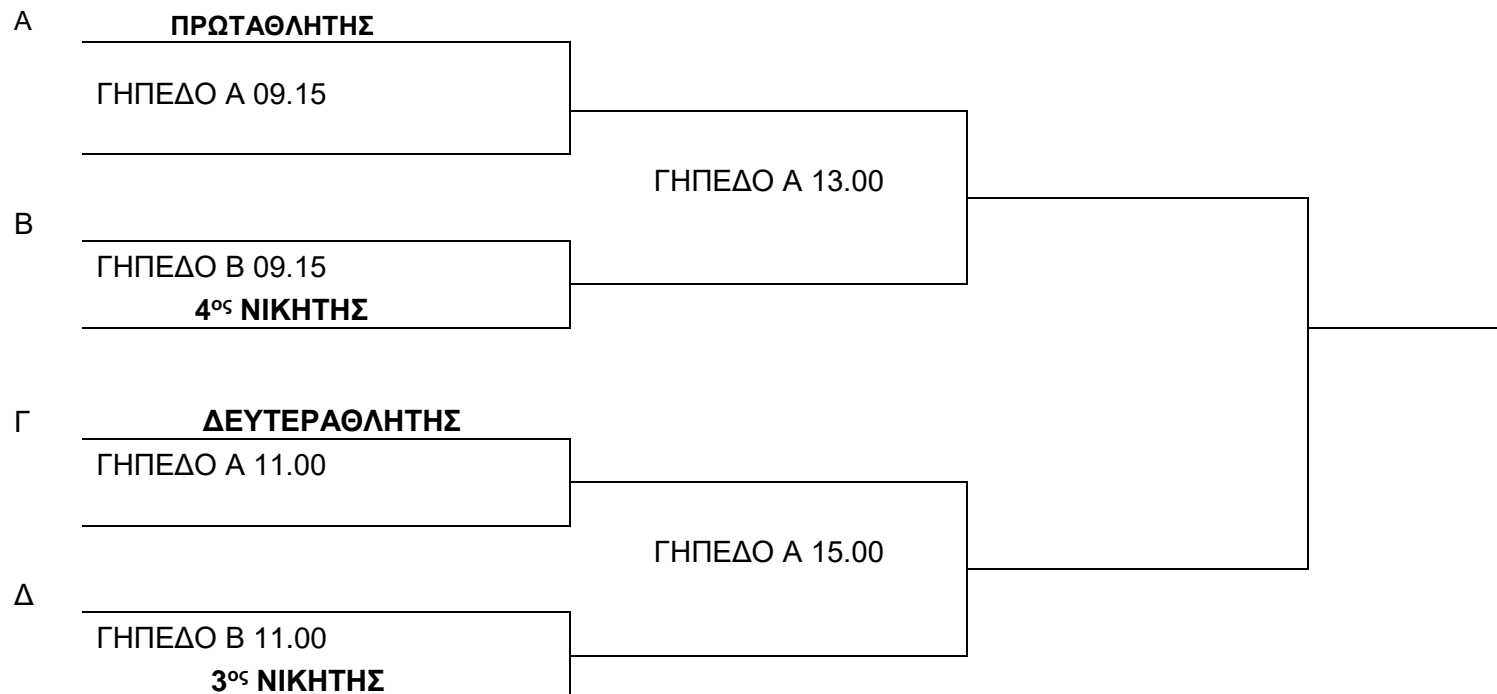 Α
ΠΡΩΤΑΘΛΗΤΗΣ
ΓΗΠΕΔΟ Α 09.15
ΓΗΠΕΔΟ Α 13.00
Β
ΓΗΠΕΔΟ Β 09.15
4ος ΝΙΚΗΤΗΣ
Γ
ΔΕΥΤΕΡΑΘΛΗΤΗΣ
ΓΗΠΕΔΟ Α 11.00
ΓΗΠΕΔΟ Α 15.00
Δ
ΓΗΠΕΔΟ Β 11.00
3ος ΝΙΚΗΤΗΣ